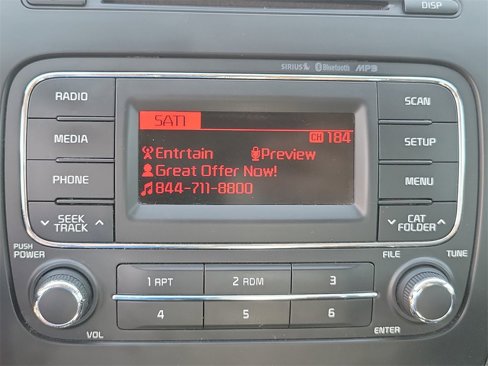 DISP
SIRIUS Bluetooth MP3
RADIO
MEDIA
PHONE
SEEK
TRACK
SAT1
CH 184
Entrtain Preview
Great Offer Now!
844-711-8800
SCAN
SETUP
MENU
CAT
FOLDER
PUSH
POWER
VOL
1 RPT
2 RDM
3
4
5
6
FILE
TUNE
ENTER